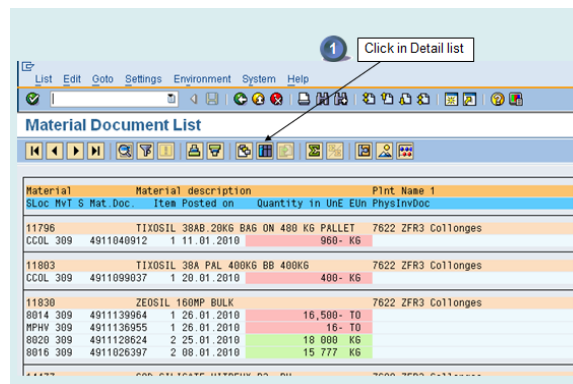 1 Click in Detail list
List Edit Goto Settings Environment System Help
Material Document List
Material Material description Plnt Name 1
SLoc MvT S Mat.Doc. Item Posted on Quantity in UnE EUn PhysInvDoc
11796 TIXOSIL 38AB.20KG BAG ON 480 KG PALLET 7622 ZFR3 Collonges
CCOL 309 4911040912 1 11.01.2010 960- KG
11803 TIXOSIL 38A PAL 400KG BB 400KG 7622 ZFR3 Collonges
CCOL 309 4911099037 1 20.01.2010 400- KG
11830 ZEOSIL 160MP BULK 7622 ZFR3 Collonges
8014 309 4911139964 1 26.01.2010 16,500- TO
MPHV 309 4911136955 1 26.01.2010 16- TO
8020 309 4911128624 2 25.01.2010 18 000 KG
8016 309 4911026397 2 08.01.2010 15 777 KG